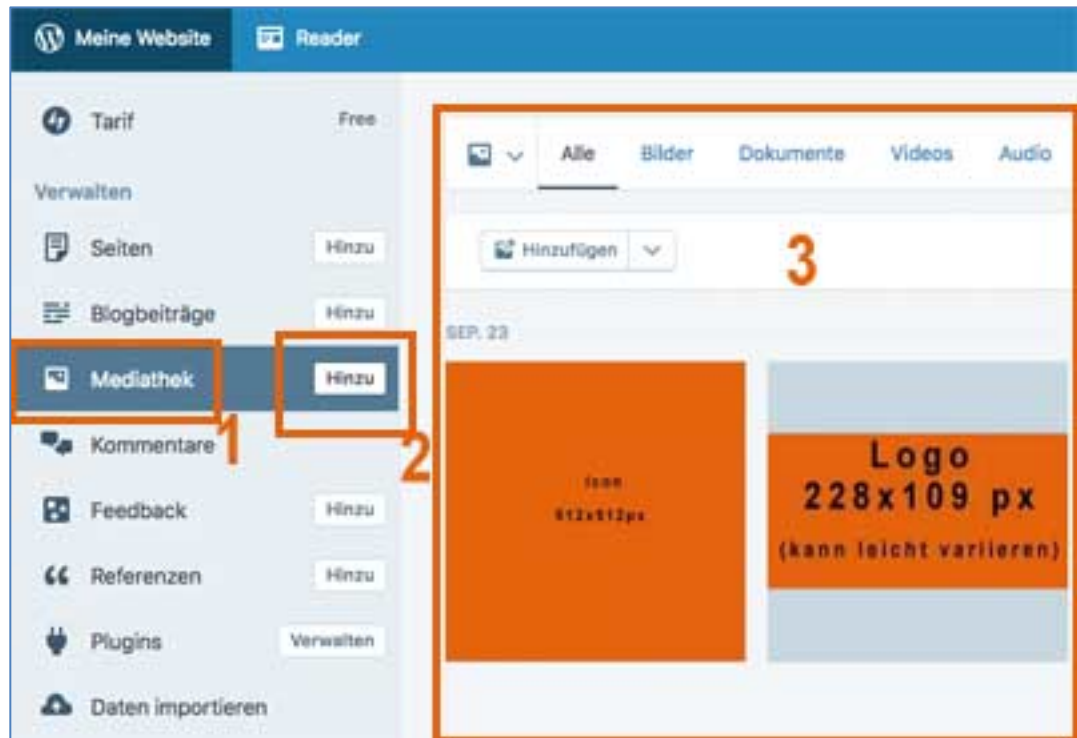 Meine Website Reader
Tarif Free
Verwalten
Seiten Hinzu
Blogbeiträge Hinzu
Mediathek Hinzu
1
2
Kommentare
Feedback Hinzu
Referenzen Hinzu
Plugins Verwalten
Daten importieren
Alle Bilder Dokumente Videos Audio
Hinzufügen
3
SEP. 23
Icon
512x512px
Logo
228x109 px
(kann leicht variieren)